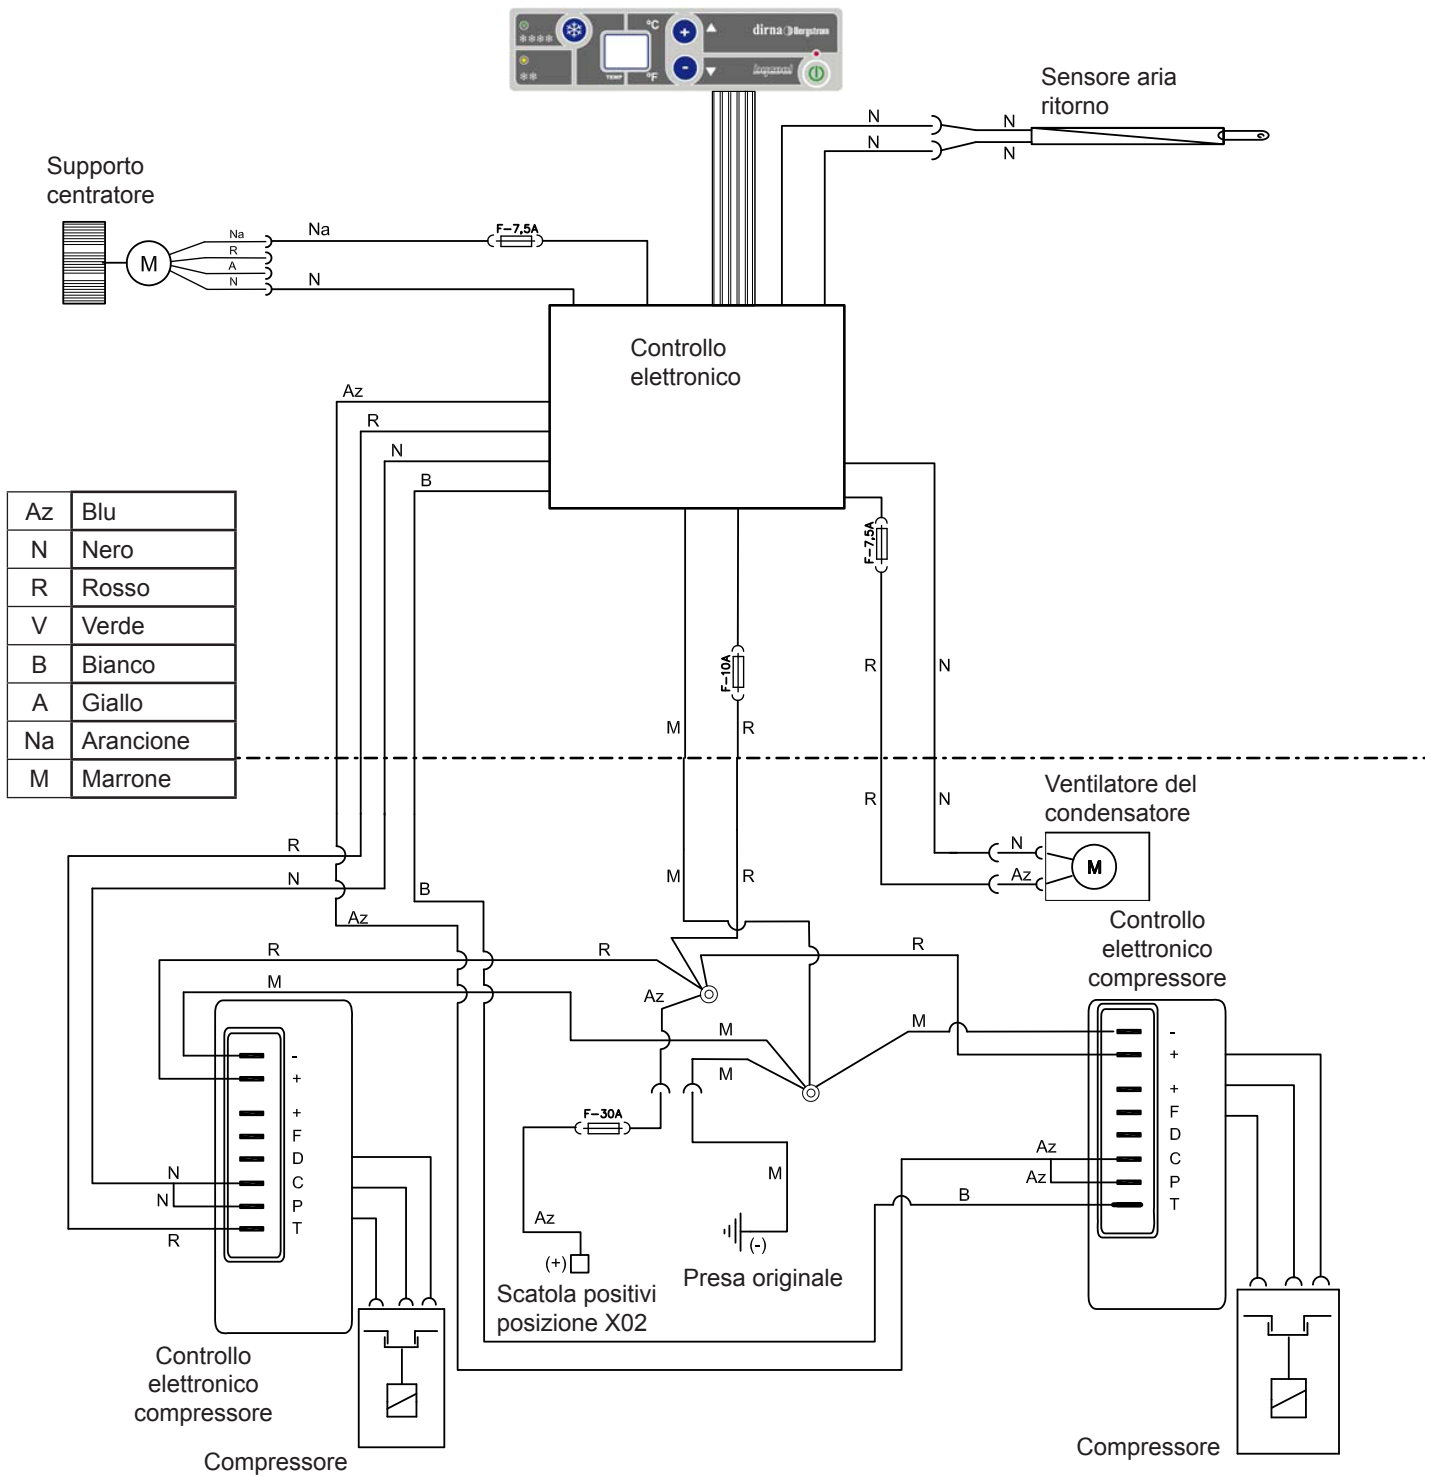 °C
°F
TEMP
+
-
dirna Bergstrom
Sensore aria
ritorno
N
N
N
N
Supporto
centratore
M
Na
R
A
N
Na
N
F-7,5A
Controllo
elettronico
Az
R
N
B
Az Blu
N Nero
R Rosso
V Verde
B Bianco
A Giallo
Na Arancione
M Marrone
F-7,5A
F-10A
R
N
M
R
R
N
Ventilatore del
condensatore
N
Az
M
R
N
B
Az
M
R
R
R
R
M
Az
M
M
M
Controllo
elettronico
compressore
-
+
+
F
D
C
P
T
-
+
+
F
D
C
P
T
N
N
R
F-30A
Az
(+)
Scatola positivi
posizione X02
M
(-)
Presa originale
Az
Az
B
Controllo
elettronico
compressore
Compressore
Compressore